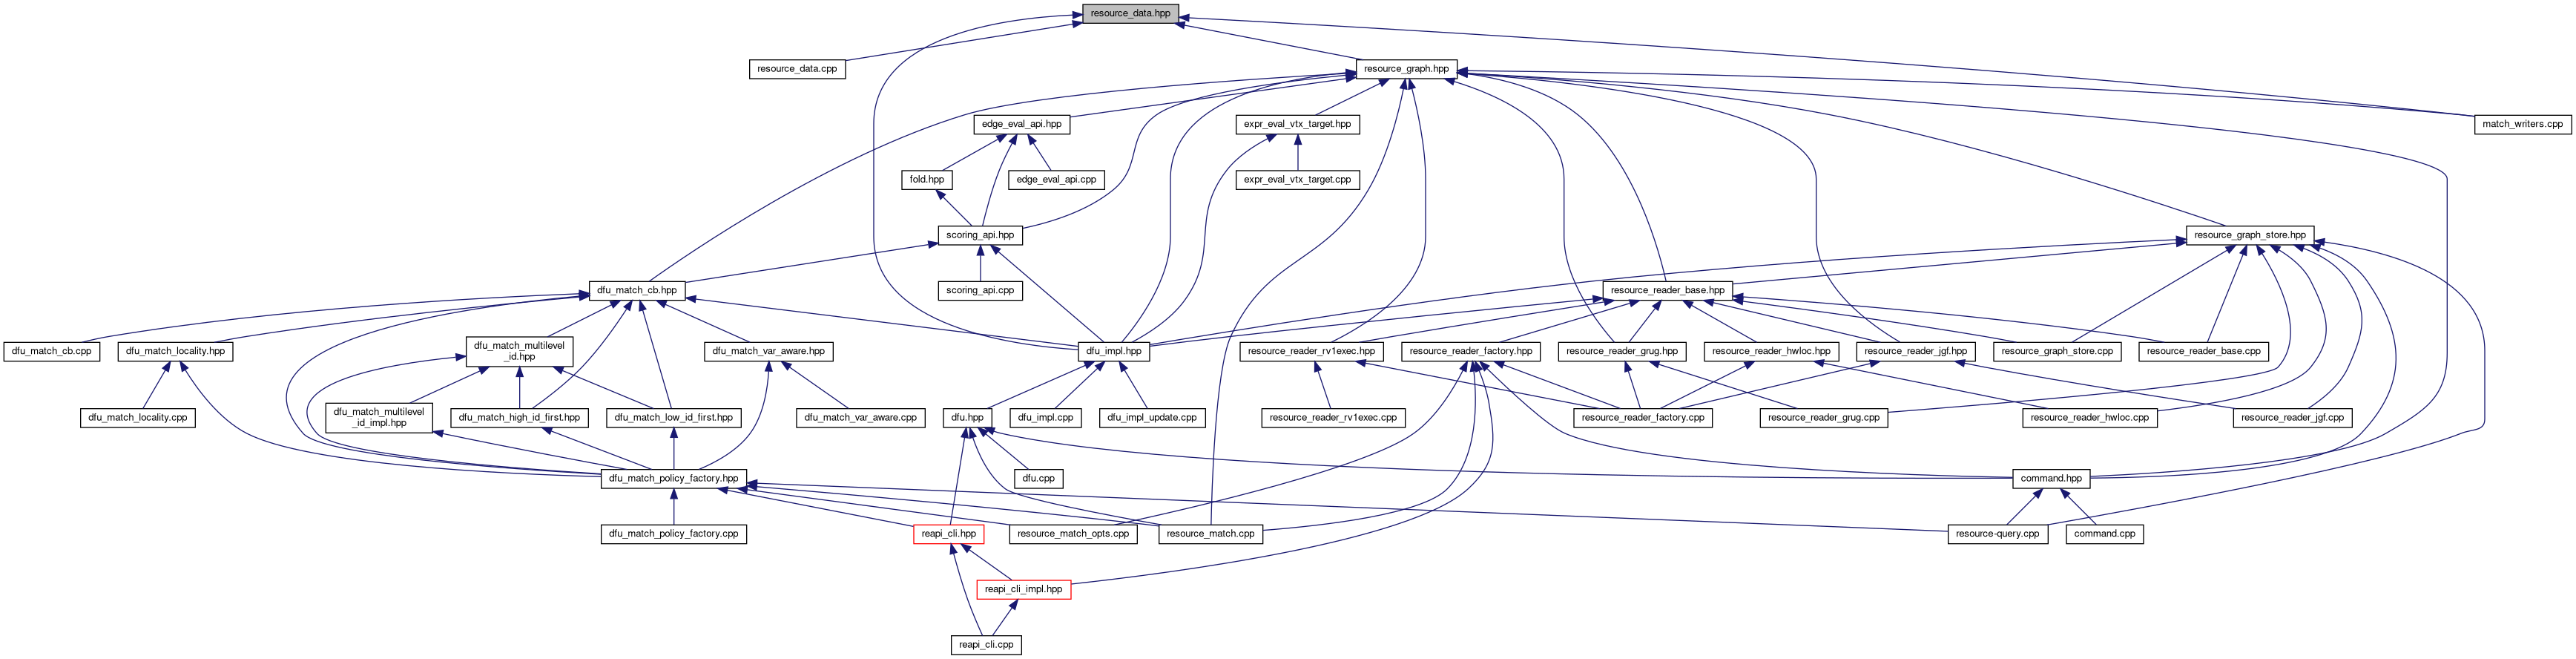 resource_data.hpp
resource_data.cpp
resource_graph.hpp
edge_eval_api.hpp
expr_eval_vtx_target.hpp
match_writers.cpp
fold.hpp
edge_eval_api.cpp
expr_eval_vtx_target.cpp
scoring_api.hpp
resource_graph_store.hpp
dfu_match_cb.hpp
scoring_api.cpp
resource_reader_base.hpp
dfu_match_cb.cpp
dfu_match_locality.hpp
dfu_match_multilevel
_id.hpp
dfu_match_var_aware.hpp
dfu_impl.hpp
resource_reader_rv1exec.hpp
resource_reader_factory.hpp
resource_reader_grug.hpp
resource_reader_hwloc.hpp
resource_reader_jgf.hpp
resource_graph_store.cpp
resource_reader_base.cpp
dfu_match_locality.cpp
dfu_match_multilevel
_id_impl.hpp
dfu_match_high_id_first.hpp
dfu_match_low_id_first.hpp
dfu_match_var_aware.cpp
dfu.hpp
dfu_impl.cpp
dfu_impl_update.cpp
resource_reader_rv1exec.cpp
resource_reader_factory.cpp
resource_reader_grug.cpp
resource_reader_hwloc.cpp
resource_reader_jgf.cpp
dfu_match_policy_factory.hpp
dfu.cpp
command.hpp
dfu_match_policy_factory.cpp
reapi_cli.hpp
resource_match_opts.cpp
resource_match.cpp
resource-query.cpp
command.cpp
reapi_cli_impl.hpp
reapi_cli.cpp